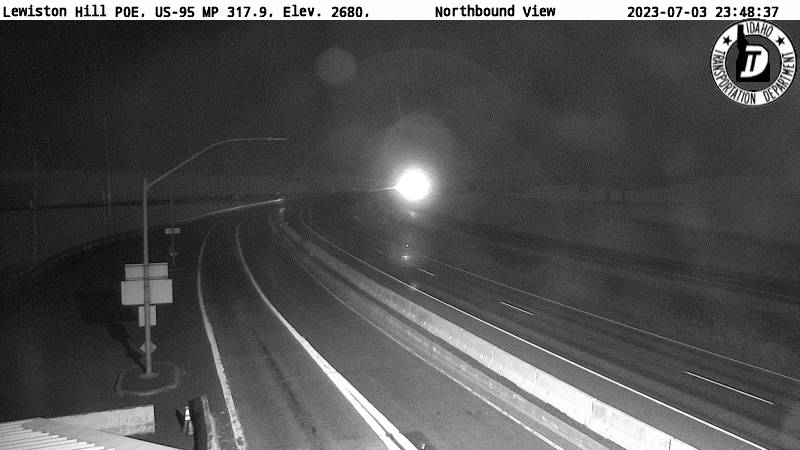 Lewiston Hill POE, US-95 MP 317.9, Elev. 2680. Northbound View 2023-07-03 23:48:37
IDAHO
TRANSPORTATION DEPARTMENT